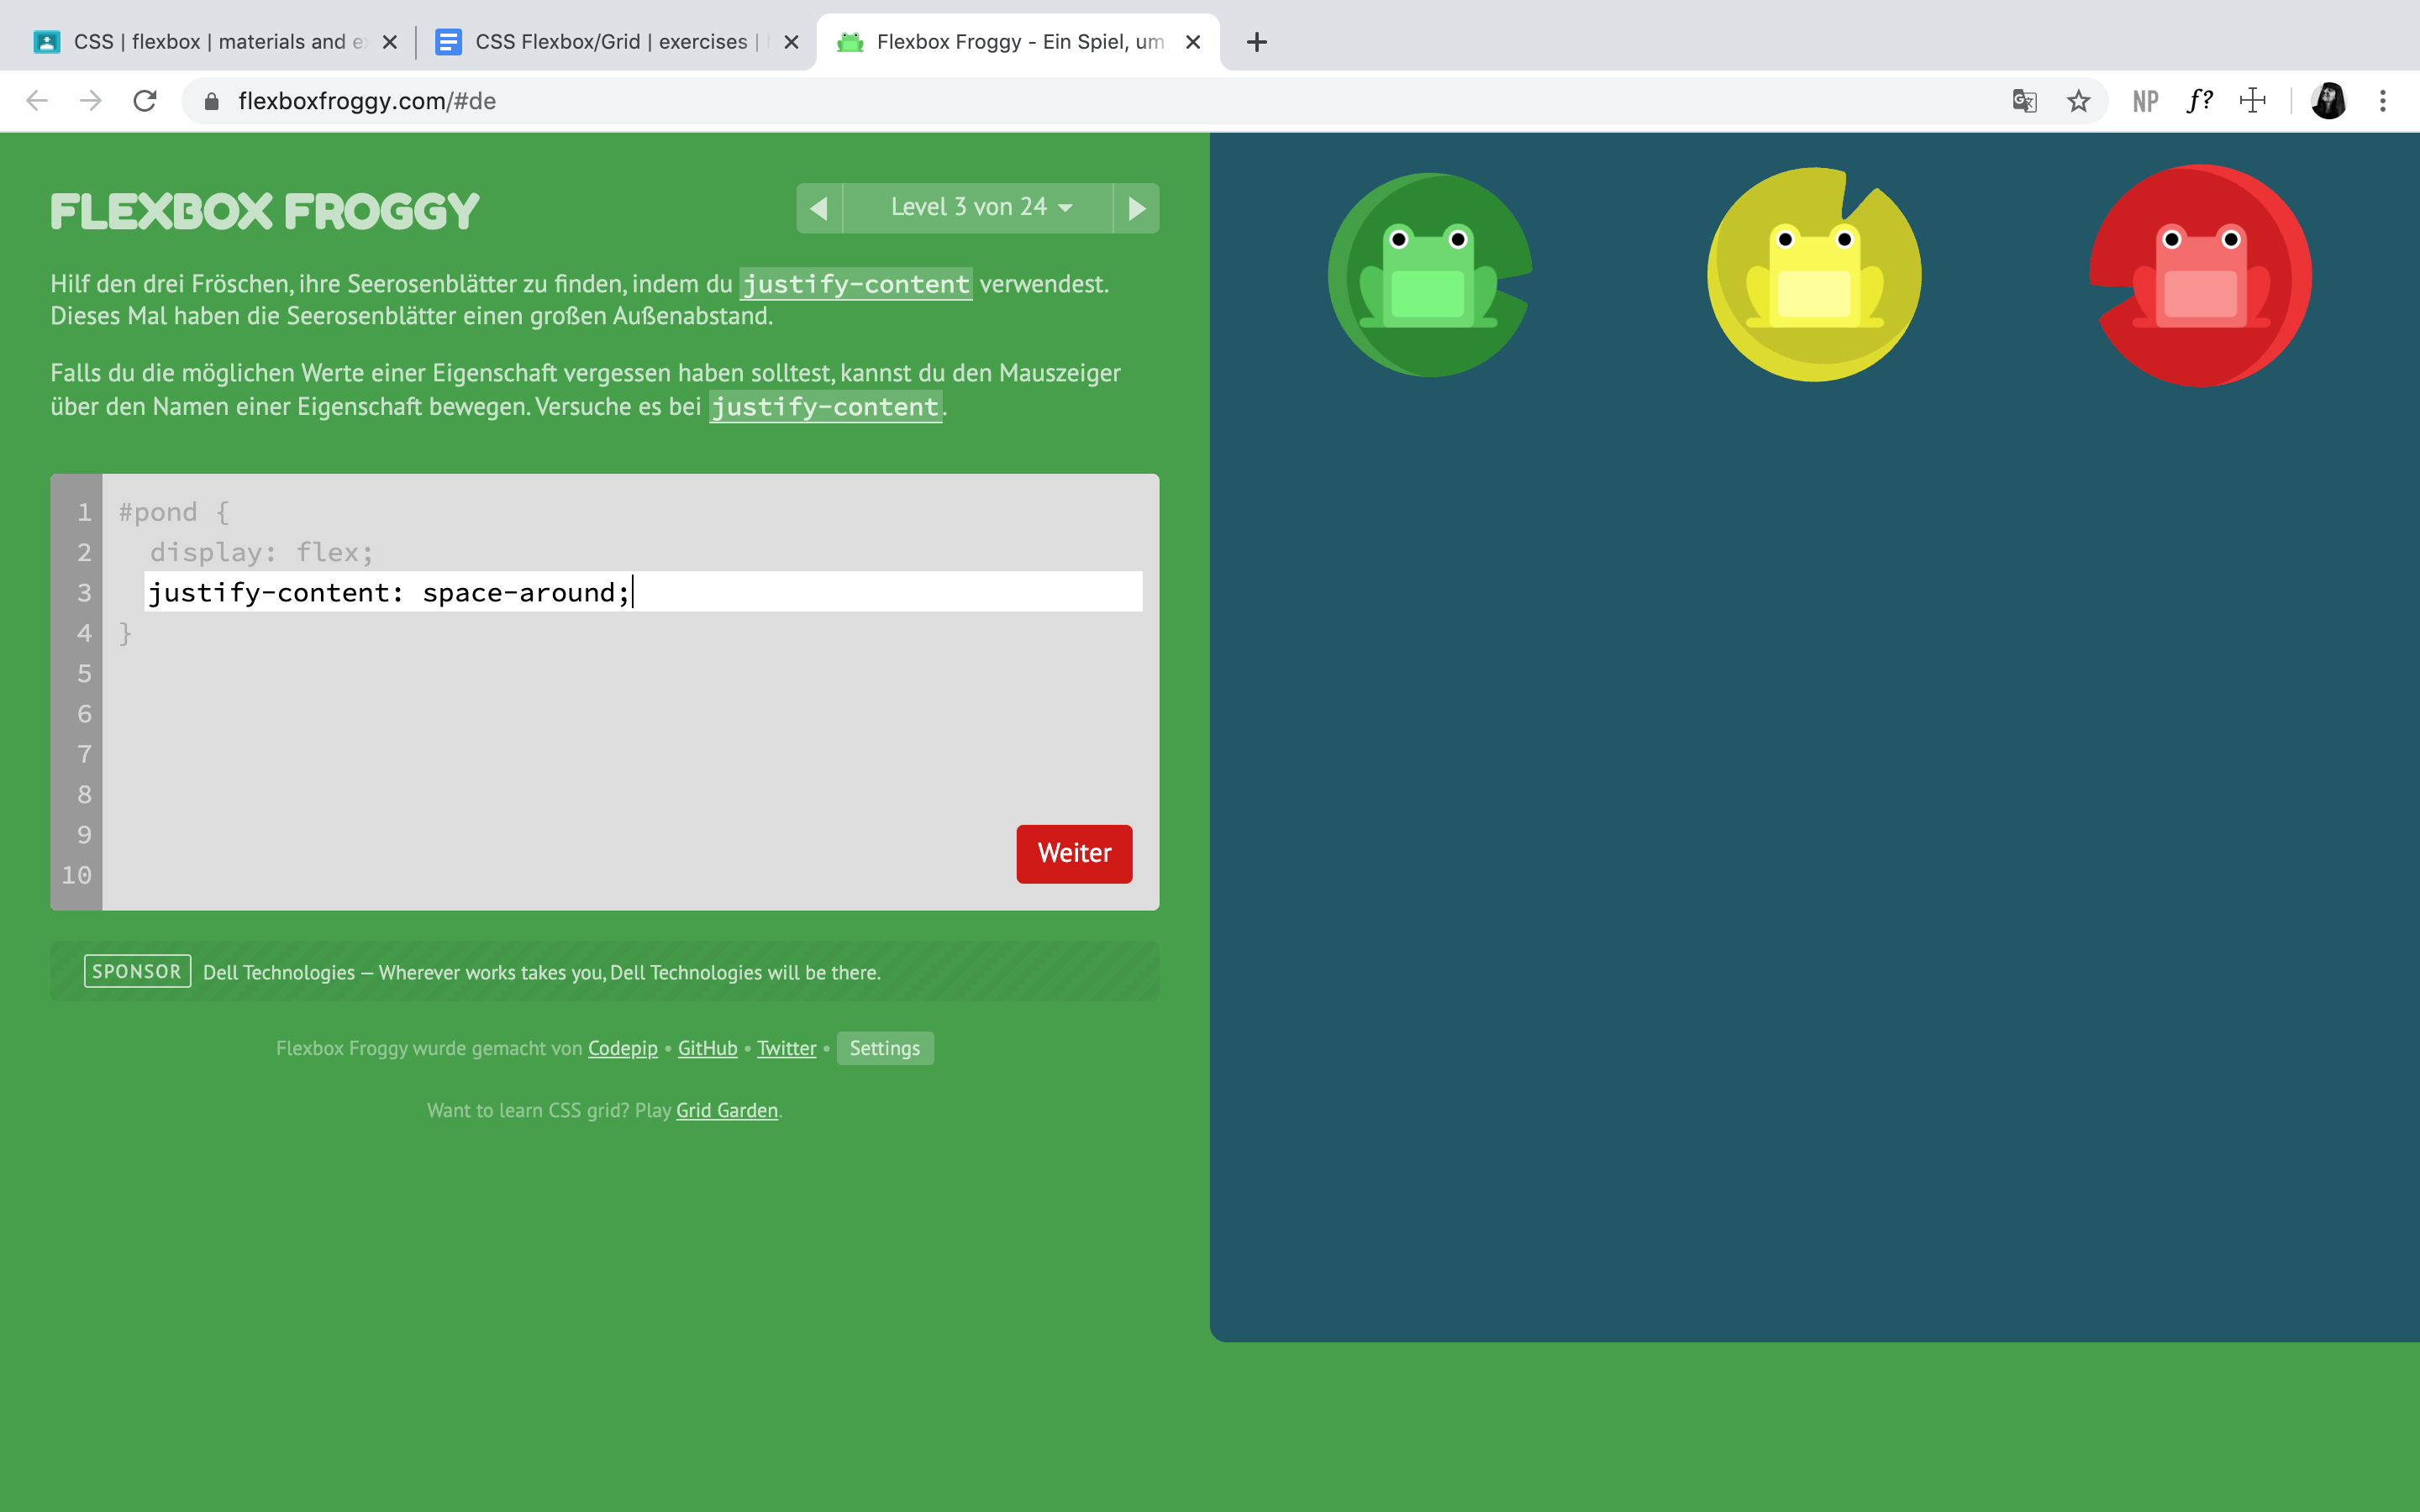 CSS | flexbox | materials and e
CSS Flexbox/Grid | exercises |
Flexbox Froggy - Ein Spiel, um
flexboxfroggy.com/#de
NP
f?
FLEXBOX FROGGY
Level 3 von 24
Hilf den drei Fröschen, ihre Seerosenblätter zu finden, indem du justify-content verwendest.
Dieses Mal haben die Seerosenblätter einen großen Außenabstand.
Falls du die möglichen Werte einer Eigenschaft vergessen haben solltest, kannst du den Mauszeiger
über den Namen einer Eigenschaft bewegen. Versuche es bei justify-content.
1 #pond {
2 display: flex;
3 justify-content: space-around;
4 }
5
6
7
8
9
10
Weiter
SPONSOR Dell Technologies — Wherever works takes you, Dell Technologies will be there.
Flexbox Froggy wurde gemacht von Codepip • GitHub • Twitter • Settings
Want to learn CSS grid? Play Grid Garden.